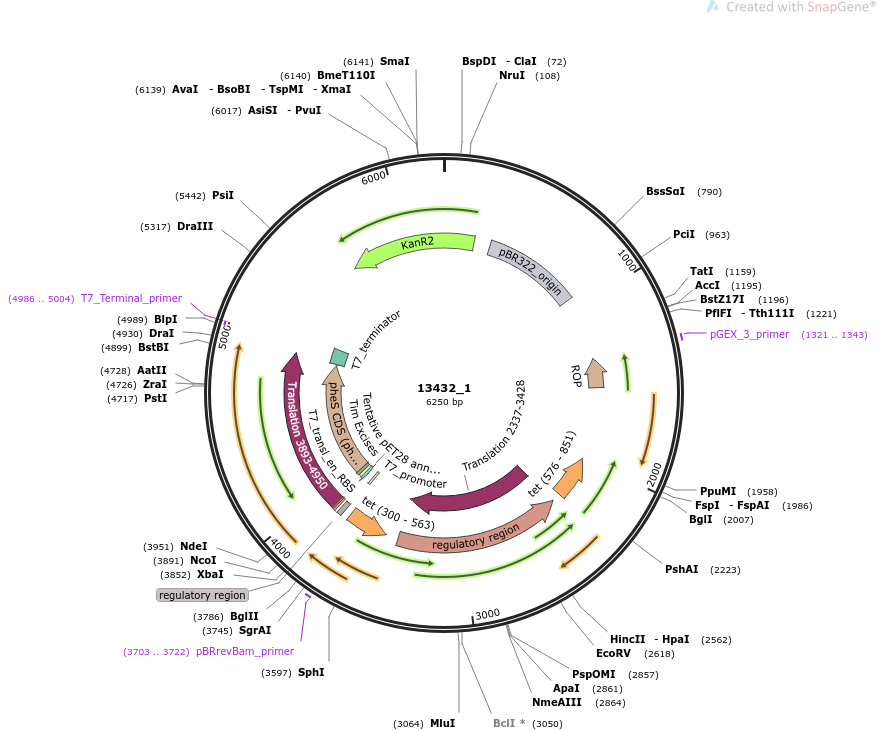 Created with SnapGene®
(6141) SmaI
BspDI - ClaI (72)
(6140) BmeT110I
NruI (108)
(6139) AvaI - BsoBI - TspMI - XmaI
(6017) AsiSI - PvuI
6000
(5442) PsiI
BssSαI (790)
(5317) DraIII
PciI (963)
KanR2
pBR322_origin
1000
TatI (1159)
AccI (1195)
(4986 .. 5004) T7_Terminal_primer
BstZ17I (1196)
(4989) BlpI
PflFI - Tth111I (1221)
(4930) DraI
pGEX_3_primer (1321 .. 1343)
5000
(4899) BstBI
T7_terminator
(4728) AatII
ROP
(4726) ZraI
(4717) PstI
13432_1
6250 bp
Translation 3893-4950
pheS CDS (ph...
Tim Excises
Tentative pET28 ann...
T7_transl_en_RBS
T7_promoter
Translation 2337-3428
tet (576 - 851)
tet (300 - 563)
regulatory region
2000
PpuMI (1958)
FspI - FspAI (1986)
BglI (2007)
(3951) NdeI
4000
(3891) NcoI
(3852) XbaI
PshAI (2223)
regulatory region
(3786) BglII
(3745) SgrAI
3000
HincII - HpaI (2562)
(3703 .. 3722) pBRrevBam_primer
EcoRV (2618)
(3597) SphI
PspOMI (2857)
ApaI (2861)
NmeAIII (2864)
(3064) MluI
BclI * (3050)